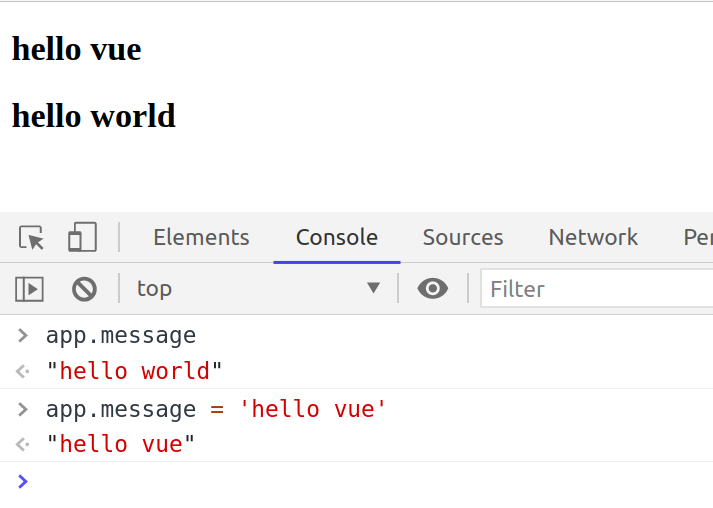 hello vue
hello world
Elements Console Sources Network Per
top Filter
> app.message
<· "hello world"
> app.message = 'hello vue'
<· "hello vue"
>